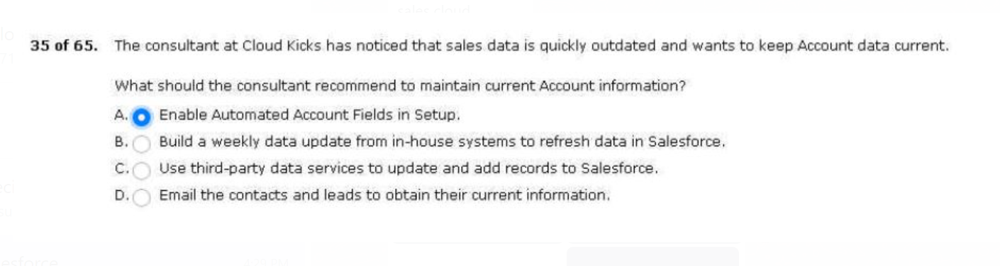 35 of 65. The consultant at Cloud Kicks has noticed that sales data is quickly outdated and wants to keep Account data current.
What should the consultant recommend to maintain current Account information?
A. Enable Automated Account Fields in Setup.
B. Build a weekly data update from in-house systems to refresh data in Salesforce.
C. Use third-party data services to update and add records to Salesforce.
D. Email the contacts and leads to obtain their current information.